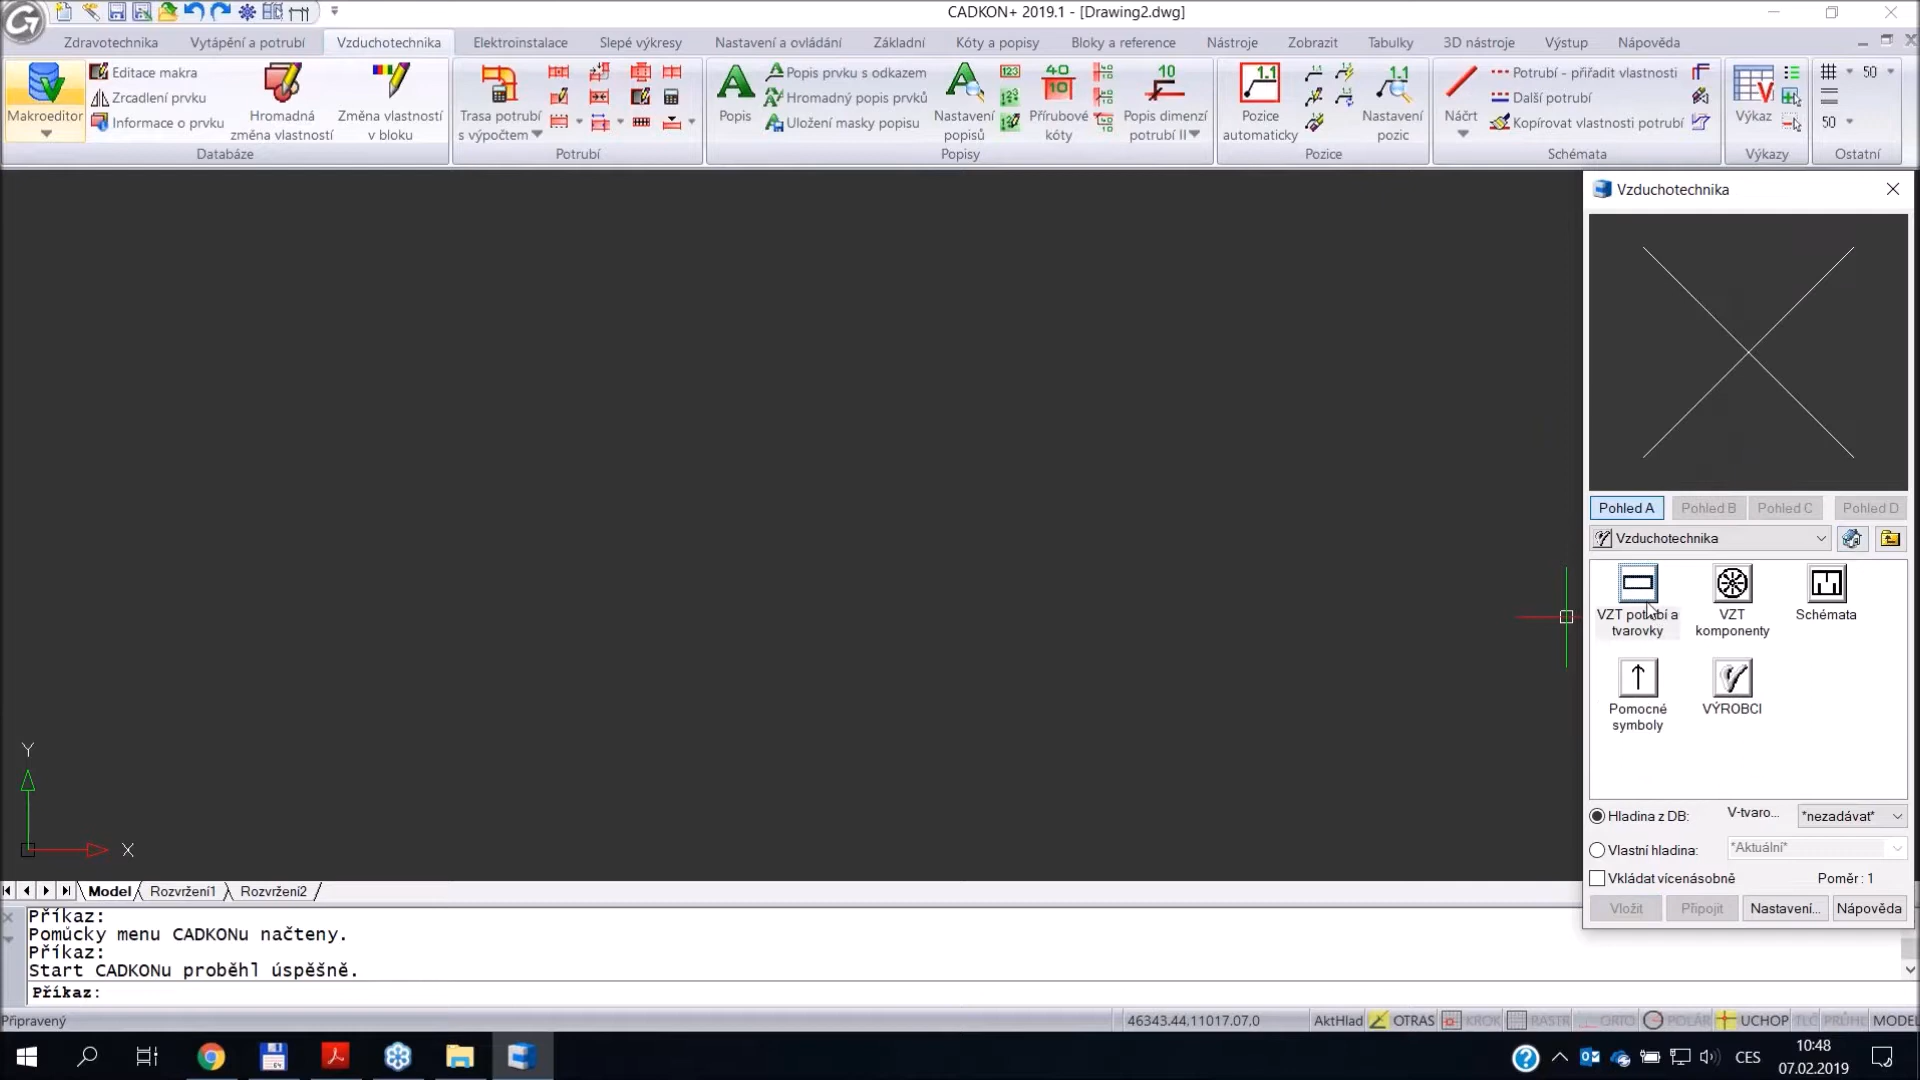 CADKON+ 2019.1 - [Drawing2.dwg]
Zdravotechnika Vytápění a potrubí Vzduchotechnika Elektroinstalace Slepé výkresy Nastavení a ovládání Základní Kóty a popisy Bloky a reference Nástroje Zobrazit Tabulky 3D nástroje Výstup Nápověda
Makroeditor
Editace makra
Zrcadlení prvku
Informace o prvku
Hromadná
změna vlastností
Změna vlastností
v bloku
Databáze
Trasa potrubí
s výpočtem
Potrubí
Popis
Popis prvku s odkazem
Hromadný popis prvků
Uložení masky popisu
Nastavení
popisů
Přírubové
kóty
Popis dimenzí
potrubí II
Popisy
Pozice
automaticky
Nastavení
pozic
Pozice
Náčrt
Potrubí - přiřadit vlastnosti
Další potrubí
Kopírovat vlastnosti potrubí
Schémata
Výkaz
Výkazy
50
50
Ostatní
Vzduchotechnika
Pohled A Pohled B Pohled C Pohled D
Vzduchotechnika
VZT potrubí a
tvarovky
VZT
komponenty
Schémata
Pomocné
symboly
VÝROBCI
Hladina z DB: V-tvaro... *nezadávat*
Vlastní hladina: *Aktuální*
Vkládat vícenásobně Poměr : 1
Vložit Připojit Nastavení... Nápověda
Y
X
Model Rozvržení1 Rozvržení2
Příkaz:
Pomůcky menu CADKONu načteny.
Příkaz:
Start CADKONu proběhl úspěšně.
Příkaz:
Připravený
46343.44,11017.07,0 AktHlad OTRAS KROK RASTR ORTO POLÁR UCHOP MODEL
CES
10:48
07.02.2019